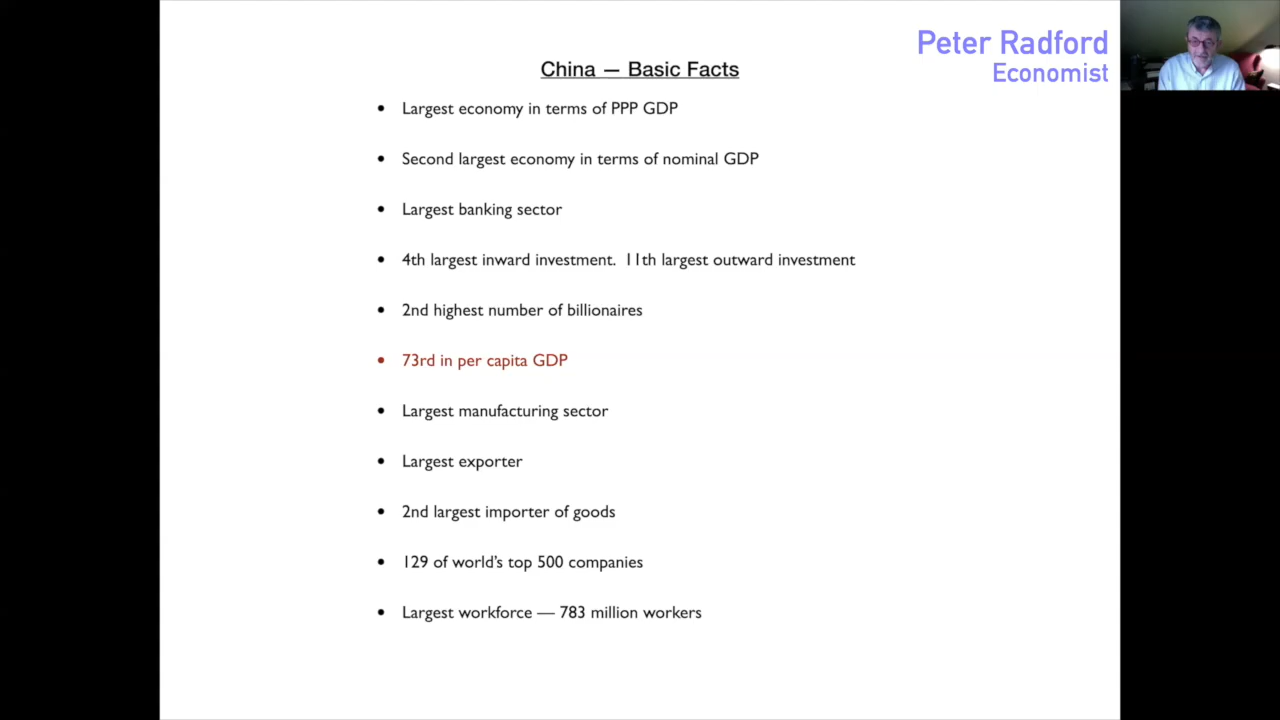 Peter Radford
Economist
China — Basic Facts
• Largest economy in terms of PPP GDP
• Second largest economy in terms of nominal GDP
• Largest banking sector
• 4th largest inward investment. 11th largest outward investment
• 2nd highest number of billionaires
• 73rd in per capita GDP
• Largest manufacturing sector
• Largest exporter
• 2nd largest importer of goods
• 129 of world’s top 500 companies
• Largest workforce — 783 million workers